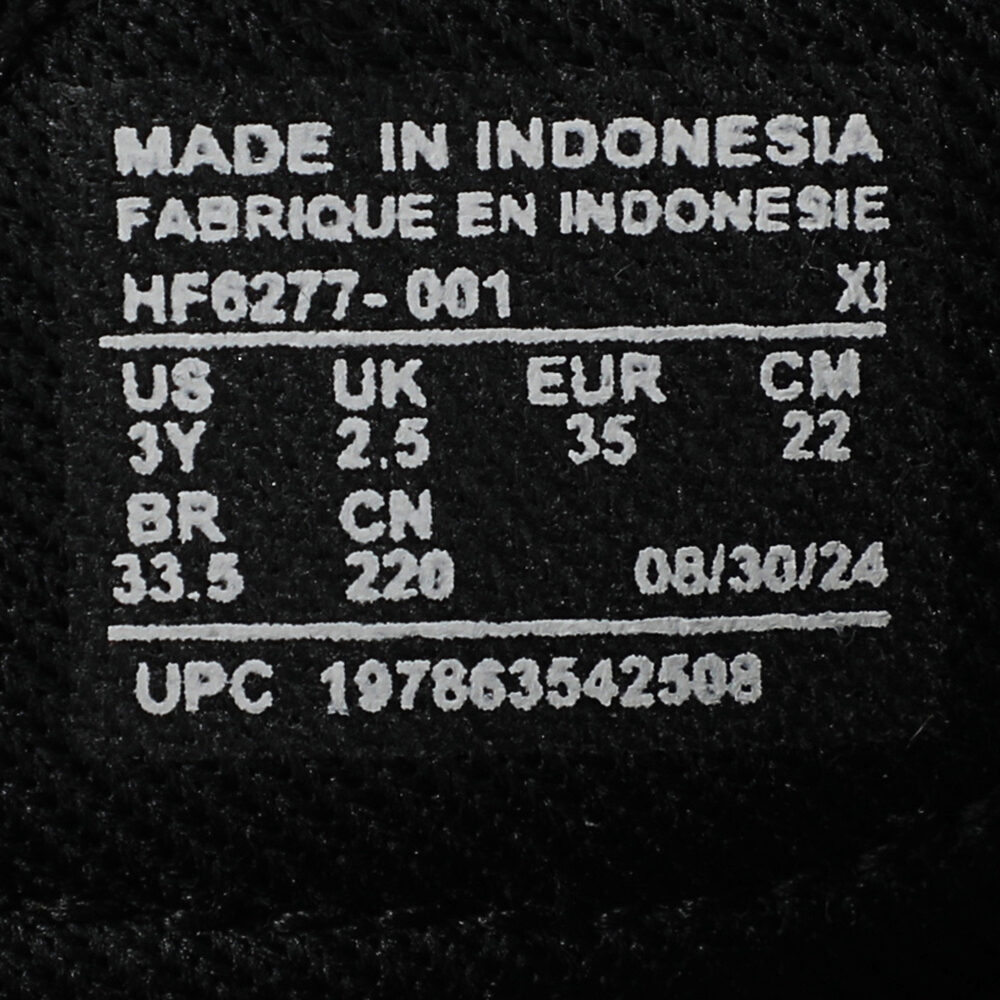 MADE IN INDONESIA
FABRIQUE EN INDONESIE
HF6277-001 XI
US UK EUR CM
3Y 2.5 35 22
BR CN
33.5 220 08/30/24
UPC 197863542508